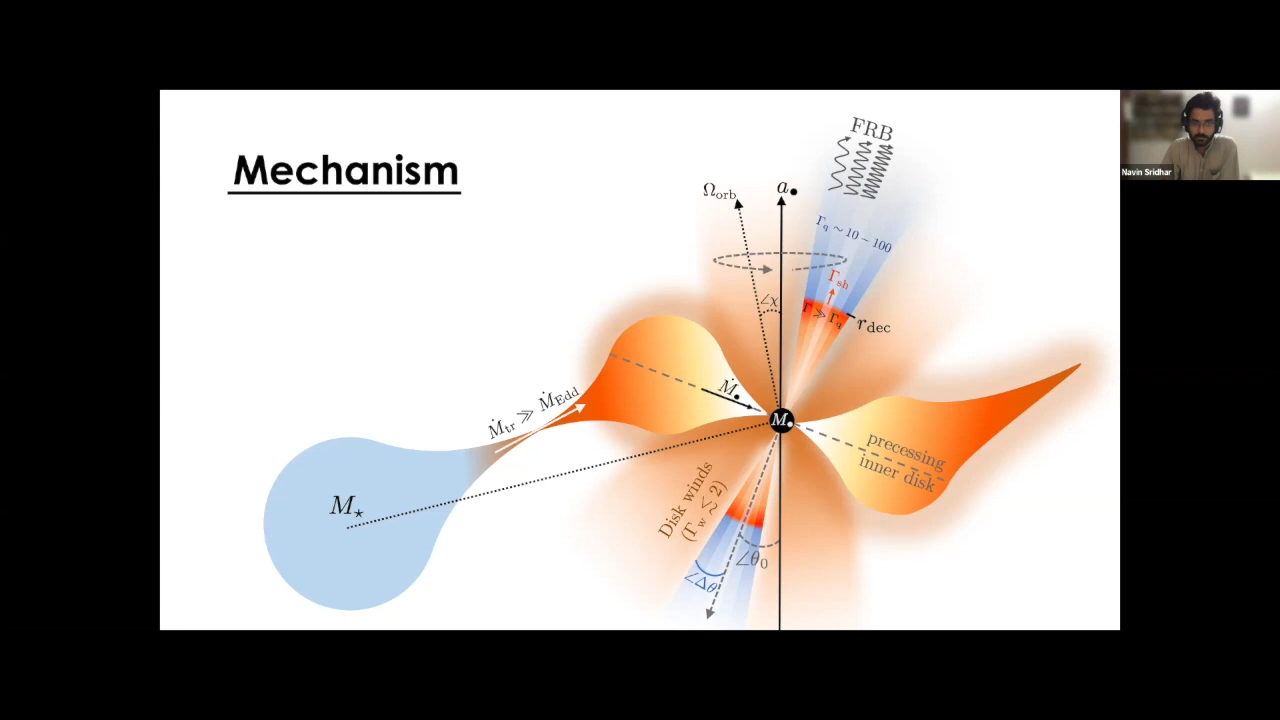 Mechanism
FRB
Ω_orb
a•
Γ_q ~ 10 – 100
Γ_sh
∠χ
Γ ≫ Γ_q
r_dec
Ṁ_tr ≫ Ṁ_Edd
Ṁ•
M•
precessing
inner disk
M⋆
Disk winds
(Γ_w ≲ 2)
∠θ₀
∠Δθ
Navin Sridhar